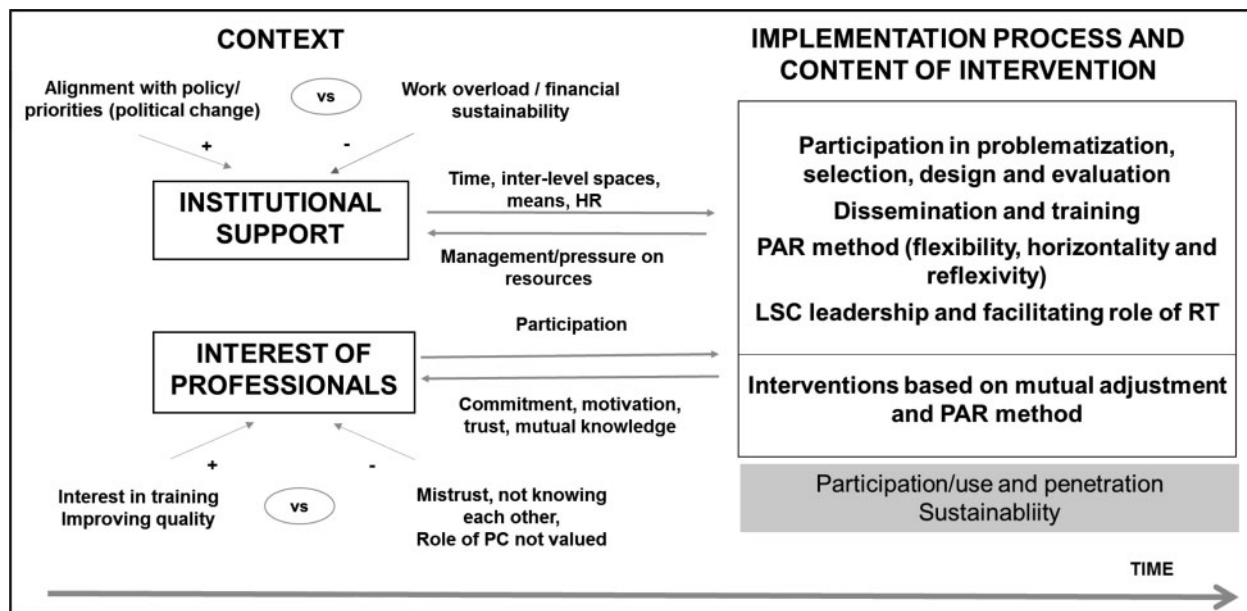 CONTEXT
Alignment with policy/
priorities (political change)
vs
Work overload / financial
sustainability
+
-
INSTITUTIONAL
SUPPORT
Time, inter-level spaces,
means, HR
Management/pressure on
resources
INTEREST OF
PROFESSIONALS
Participation
Commitment, motivation,
trust, mutual knowledge
+
-
Interest in training
Improving quality
vs
Mistrust, not knowing
each other,
Role of PC not valued
IMPLEMENTATION PROCESS AND
CONTENT OF INTERVENTION
Participation in problematization,
selection, design and evaluation
Dissemination and training
PAR method (flexibility, horizontality and
reflexivity)
LSC leadership and facilitating role of RT
Interventions based on mutual adjustment
and PAR method
Participation/use and penetration
Sustainabliity
TIME